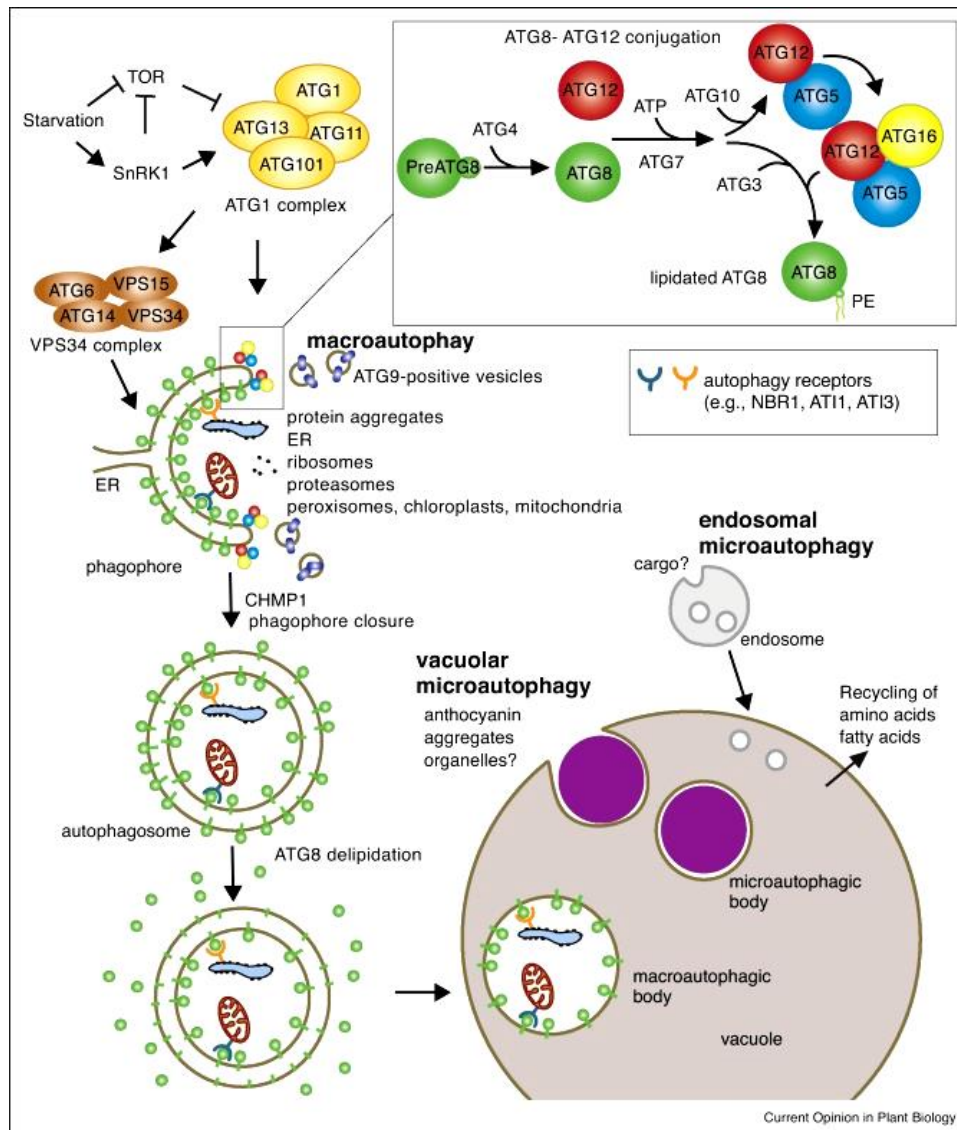 TOR
Starvation
SnRK1
ATG1
ATG13
ATG11
ATG101
ATG1 complex
ATG6
VPS15
ATG14
VPS34
VPS34 complex
ATG8- ATG12 conjugation
ATG12
PreATG8
ATG4
ATG8
ATP
ATG7
ATG10
ATG3
ATG12
ATG5
ATG16
ATG12
ATG5
lipidated ATG8
ATG8
PE
macroautophay
ATG9-positive vesicles
protein aggregates
ER
ribosomes
proteasomes
peroxisomes, chloroplasts, mitochondria
ER
phagophore
autophagy receptors
(e.g., NBR1, ATI1, ATI3)
CHMP1
phagophore closure
autophagosome
ATG8 delipidation
endosomal
microautophagy
cargo?
endosome
vacuolar
microautophagy
anthocyanin
aggregates
organelles?
Recycling of
amino acids
fatty acids
microautophagic
body
macroautophagic
body
vacuole
Current Opinion in Plant Biology